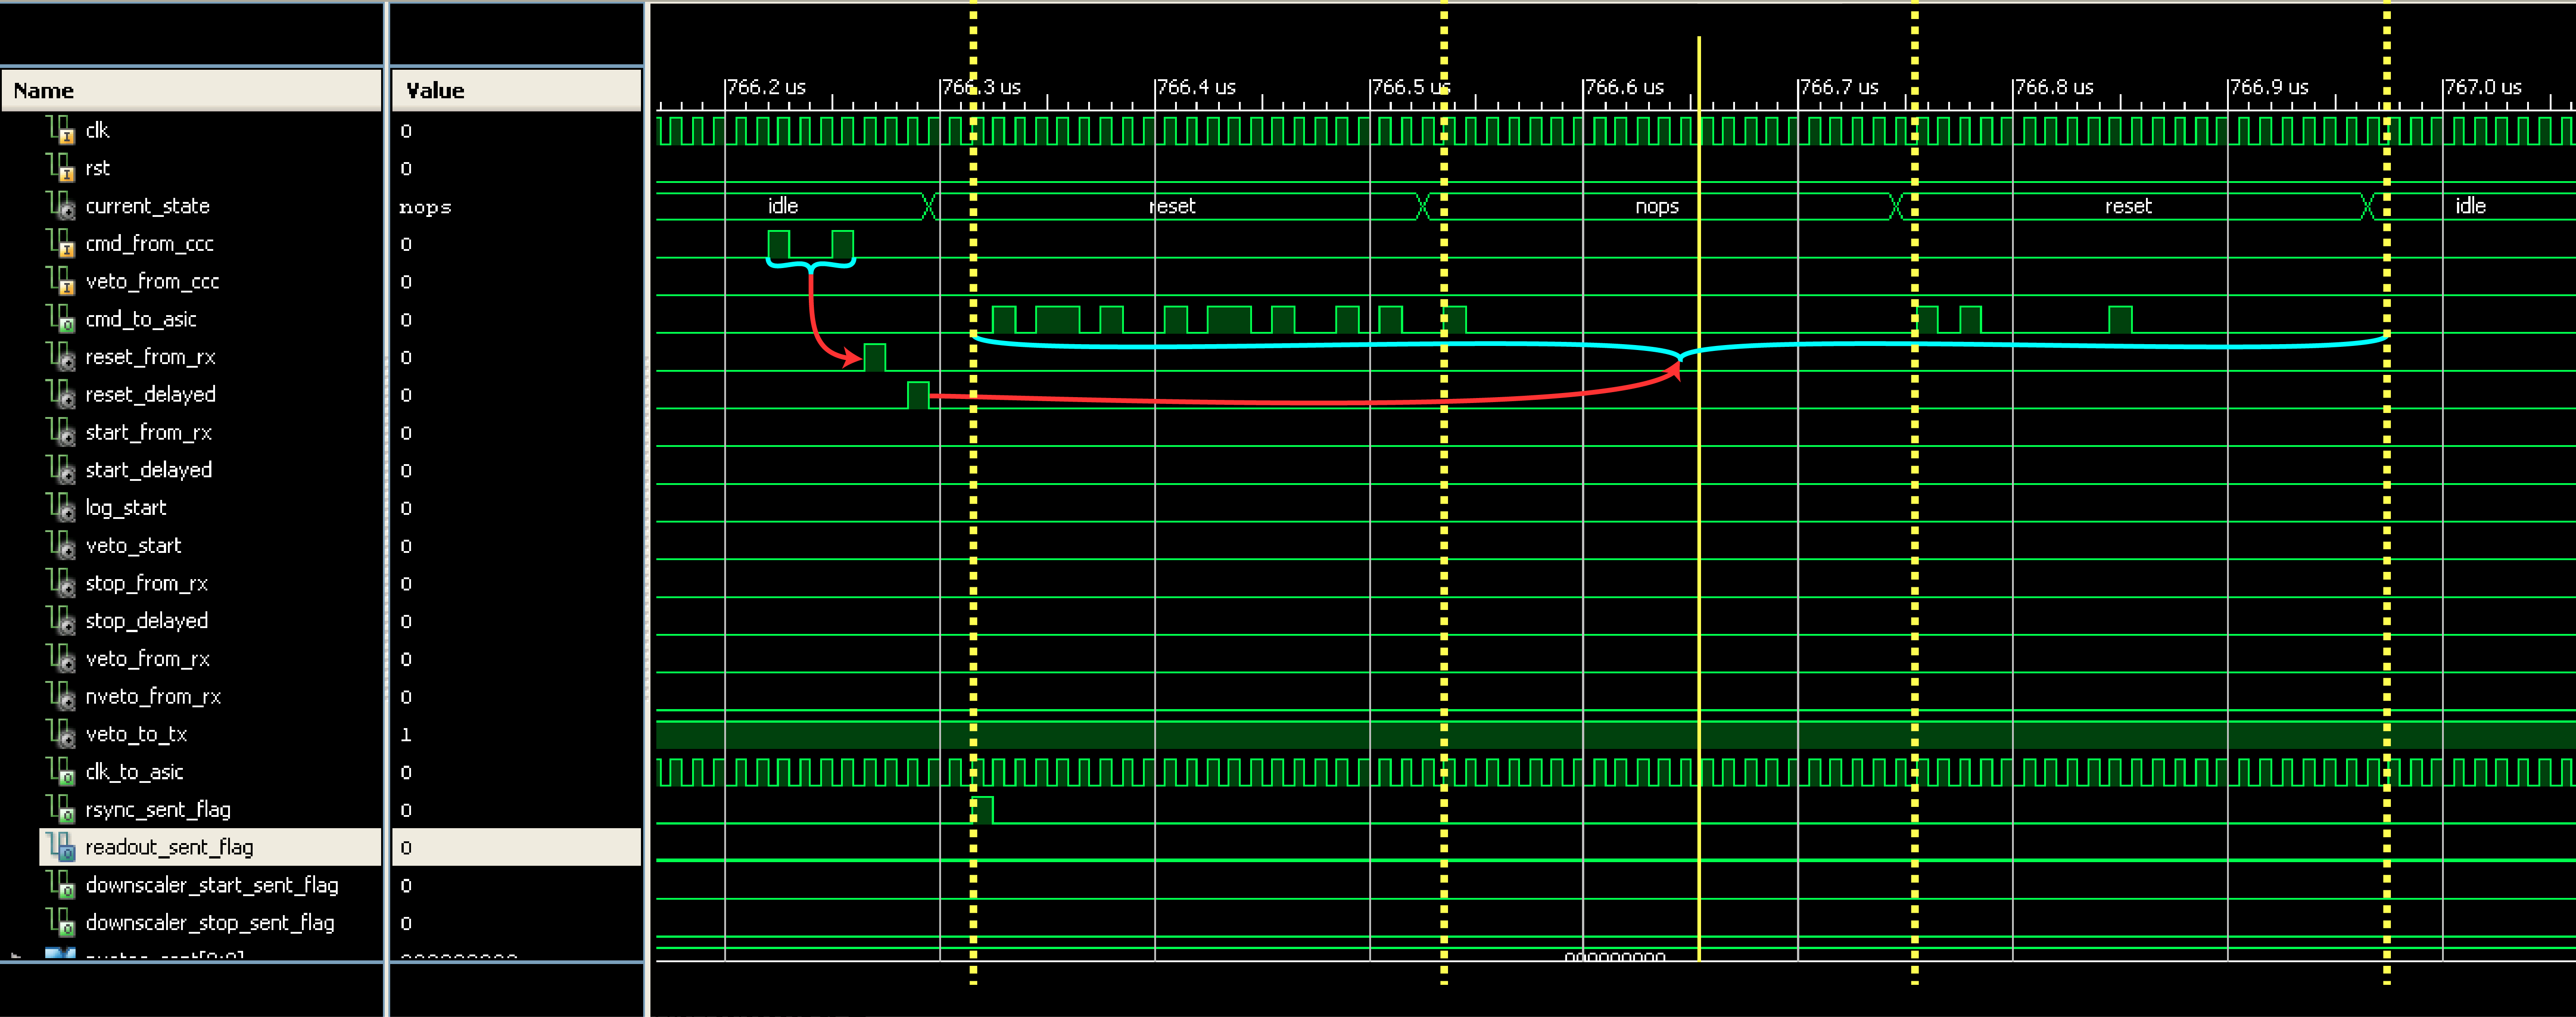 Name Value
766.2 us 766.3 us 766.4 us 766.5 us 766.6 us 766.7 us 766.8 us 766.9 us 767.0 us
clk 0
rst 0
current_state nops idle reset nops reset idle
cmd_from_ccc 0
veto_from_ccc 0
cmd_to_asic 0
reset_from_rx 0
reset_delayed 0
start_from_rx 0
start_delayed 0
log_start 0
veto_start 0
stop_from_rx 0
stop_delayed 0
veto_from_rx 0
nveto_from_rx 0
veto_to_tx 1
clk_to_asic 0
rsync_sent_flag 0
readout_sent_flag 0
downscaler_start_sent_flag 0
downscaler_stop_sent_flag 0